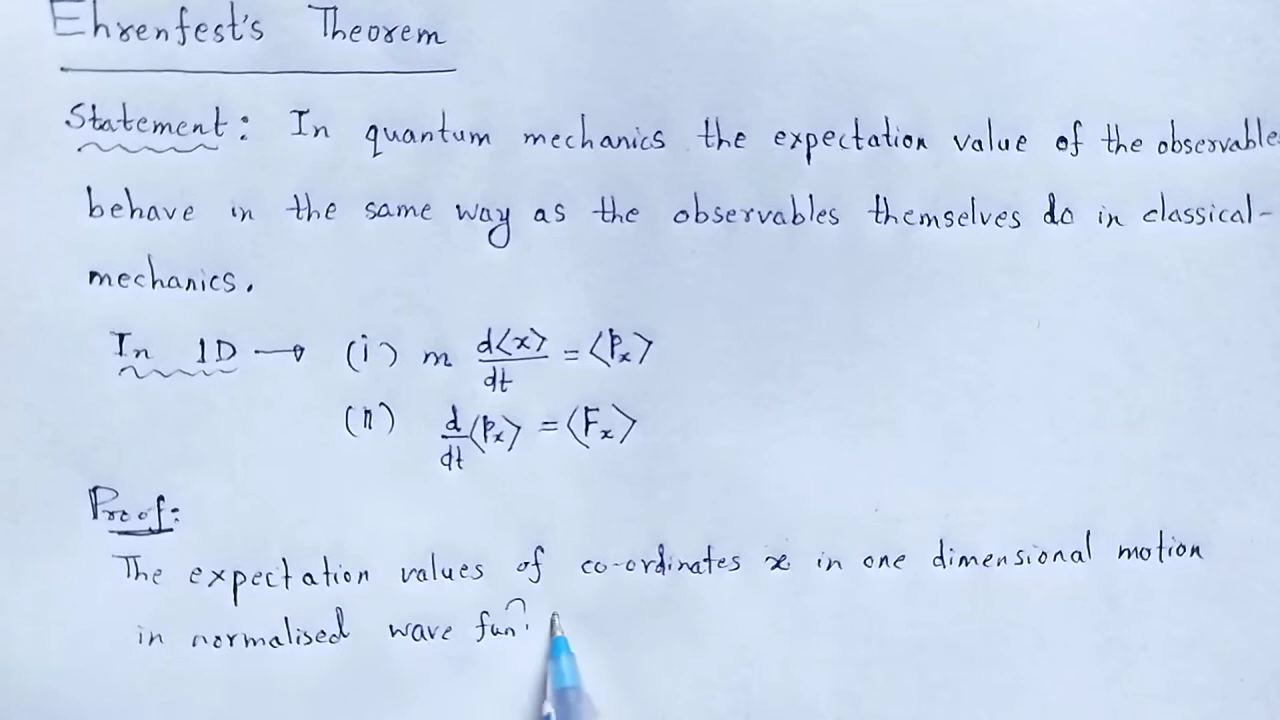 Ehrenfest's Theorem
Statement: In quantum mechanics the expectation value of the observable
behave in the same way as the observables themselves do in classical-
mechanics.
In 1D → (i) m d⟨x⟩/dt = ⟨Px⟩
(ii) d/dt ⟨Px⟩ = ⟨Fx⟩
Proof:
The expectation values of co-ordinates x in one dimensional motion
in normalised wave funⁿ.